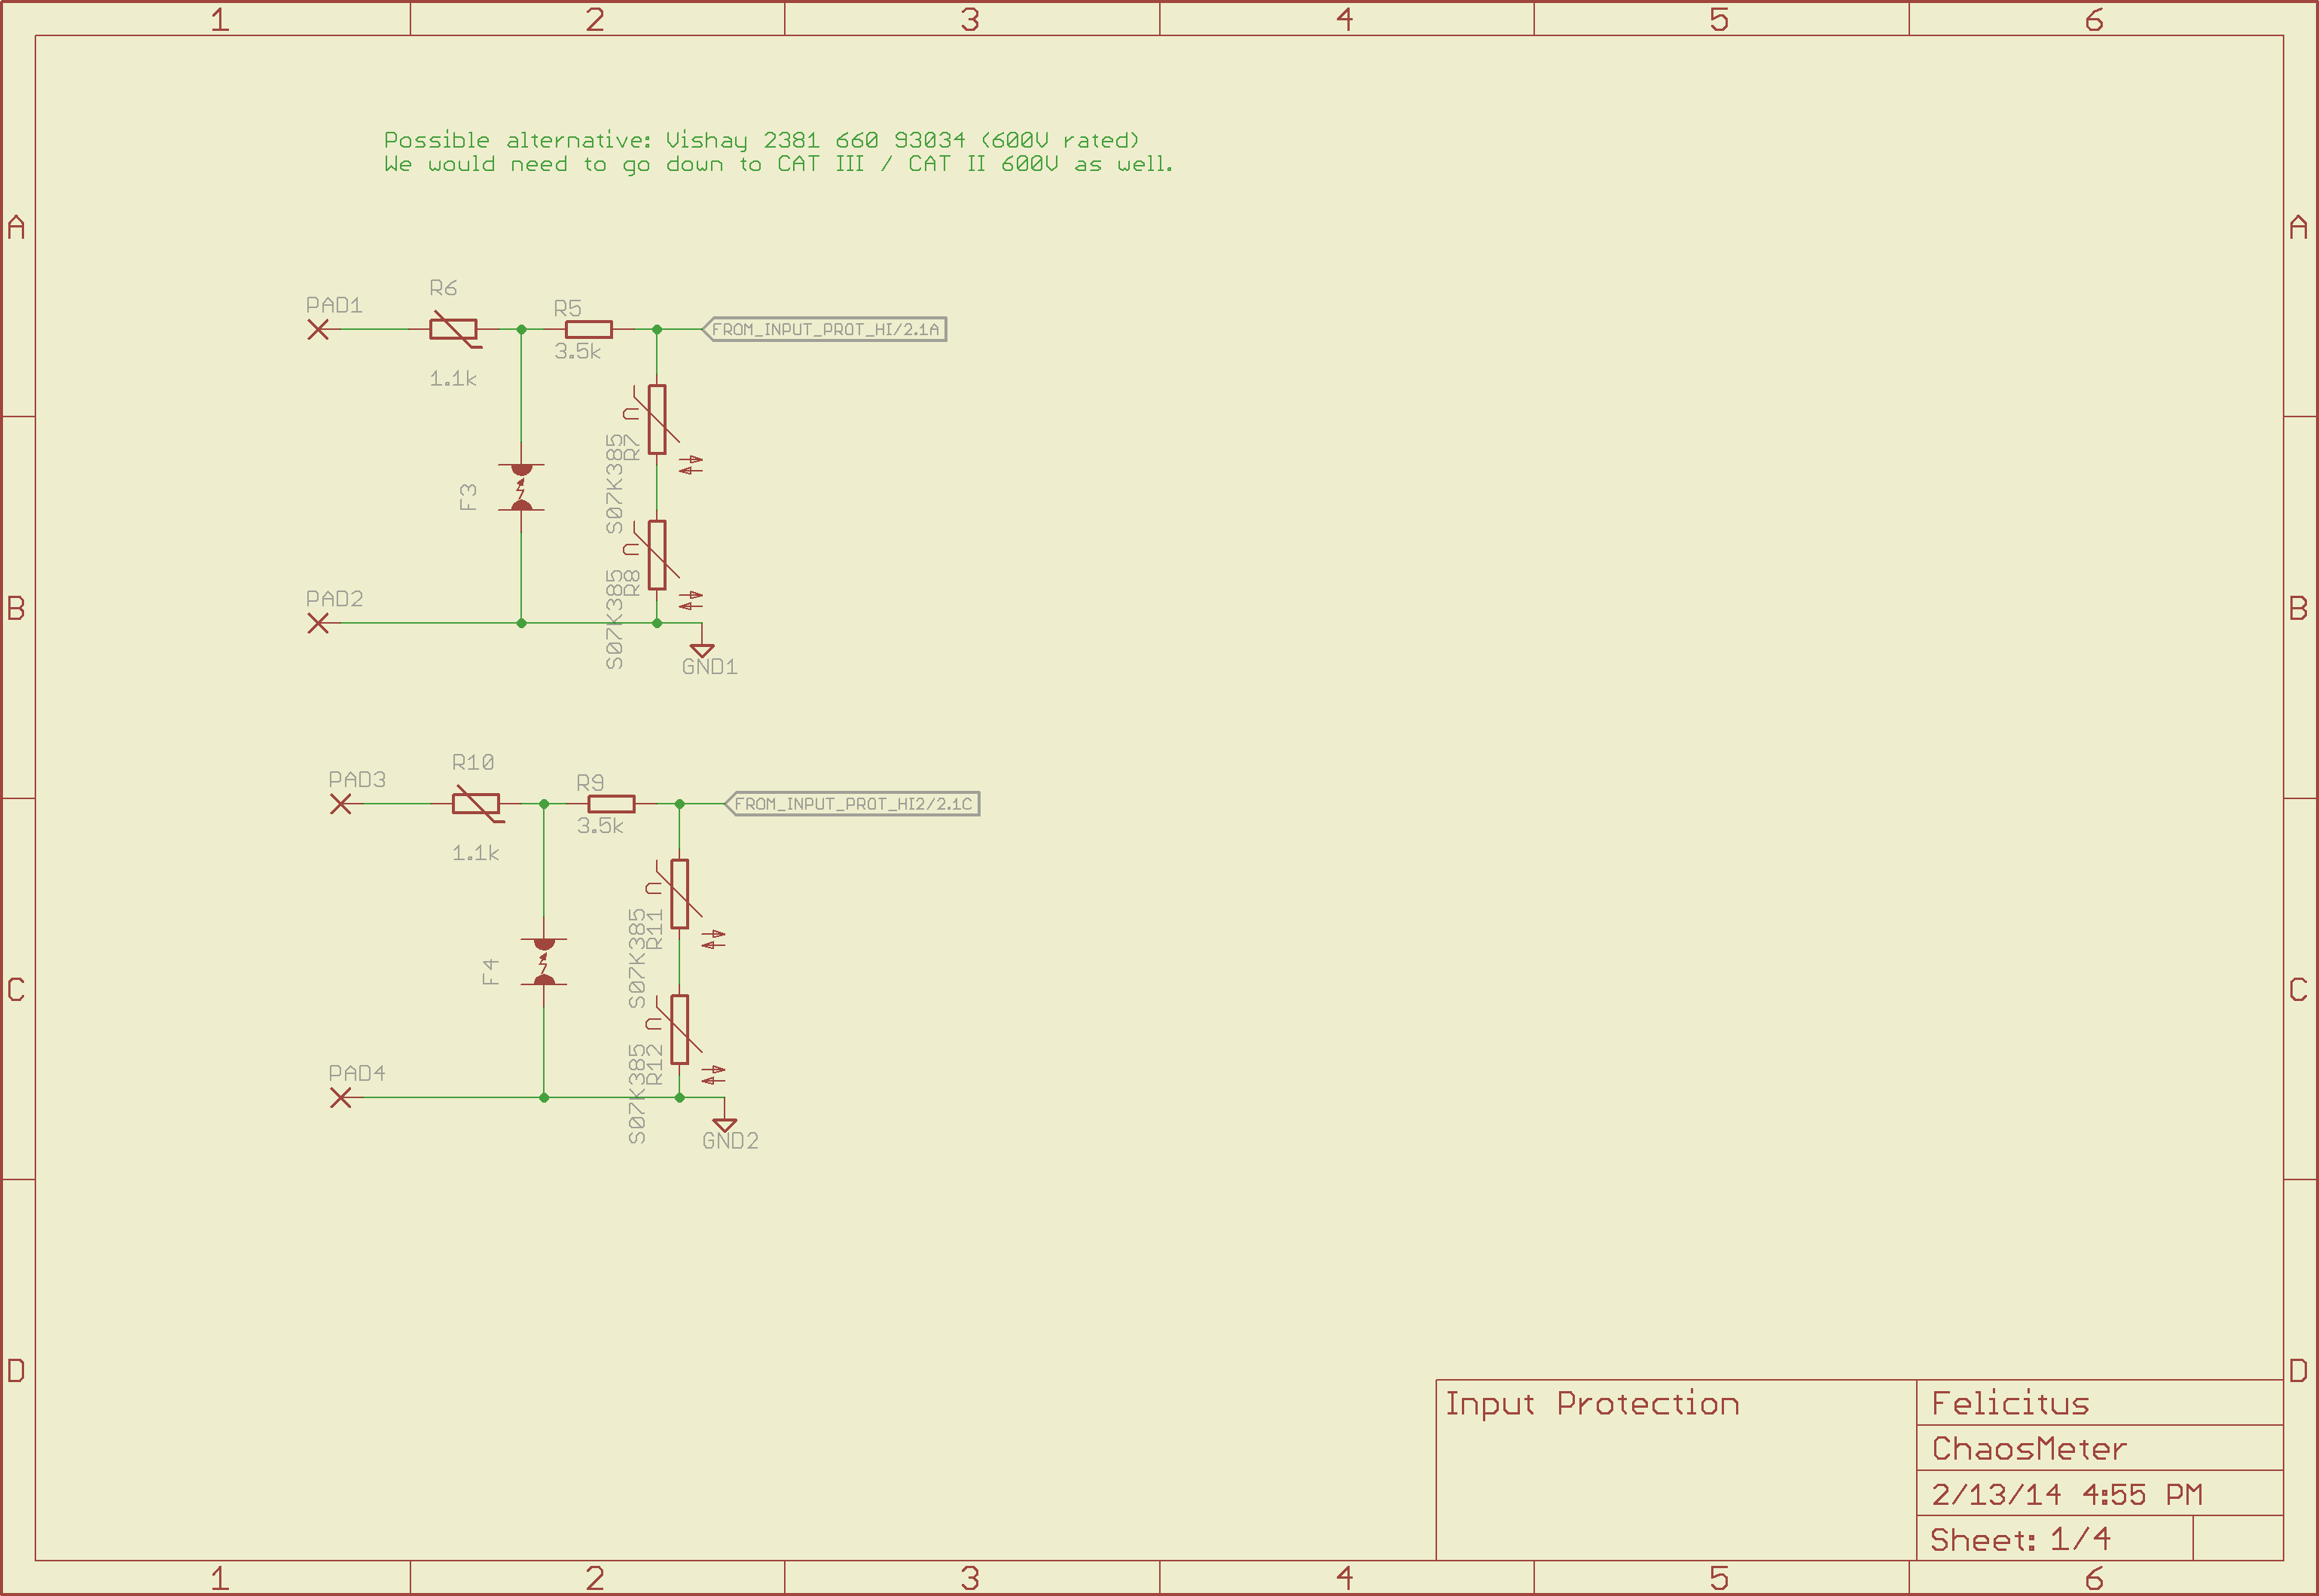 1 2 3 4 5 6
Possible alternative: Vishay 2381 660 93034 (600V rated)
We would need to go down to CAT III / CAT II 600V as well.
A A
R6
PAD1
R5
FROM_INPUT_PROT_HI/2.1A
3.5k
1.1k
U
R7
S07K385
F3
U
R8
S07K385
PAD2
B B
GND1
R10
PAD3
R9
FROM_INPUT_PROT_HI2/2.1C
3.5k
1.1k
U
R11
S07K385
F4
C C
U
R12
S07K385
PAD4
GND2
D D
Input Protection
Felicitus
ChaosMeter
2/13/14 4:55 PM
Sheet: 1/4
1 2 3 4 5 6